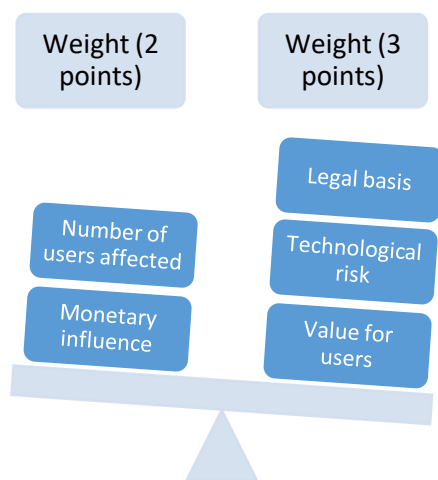 Weight (2
points)
Weight (3
points)
Legal basis
Number of
users affected
Technological
risk
Monetary
influence
Value for
users